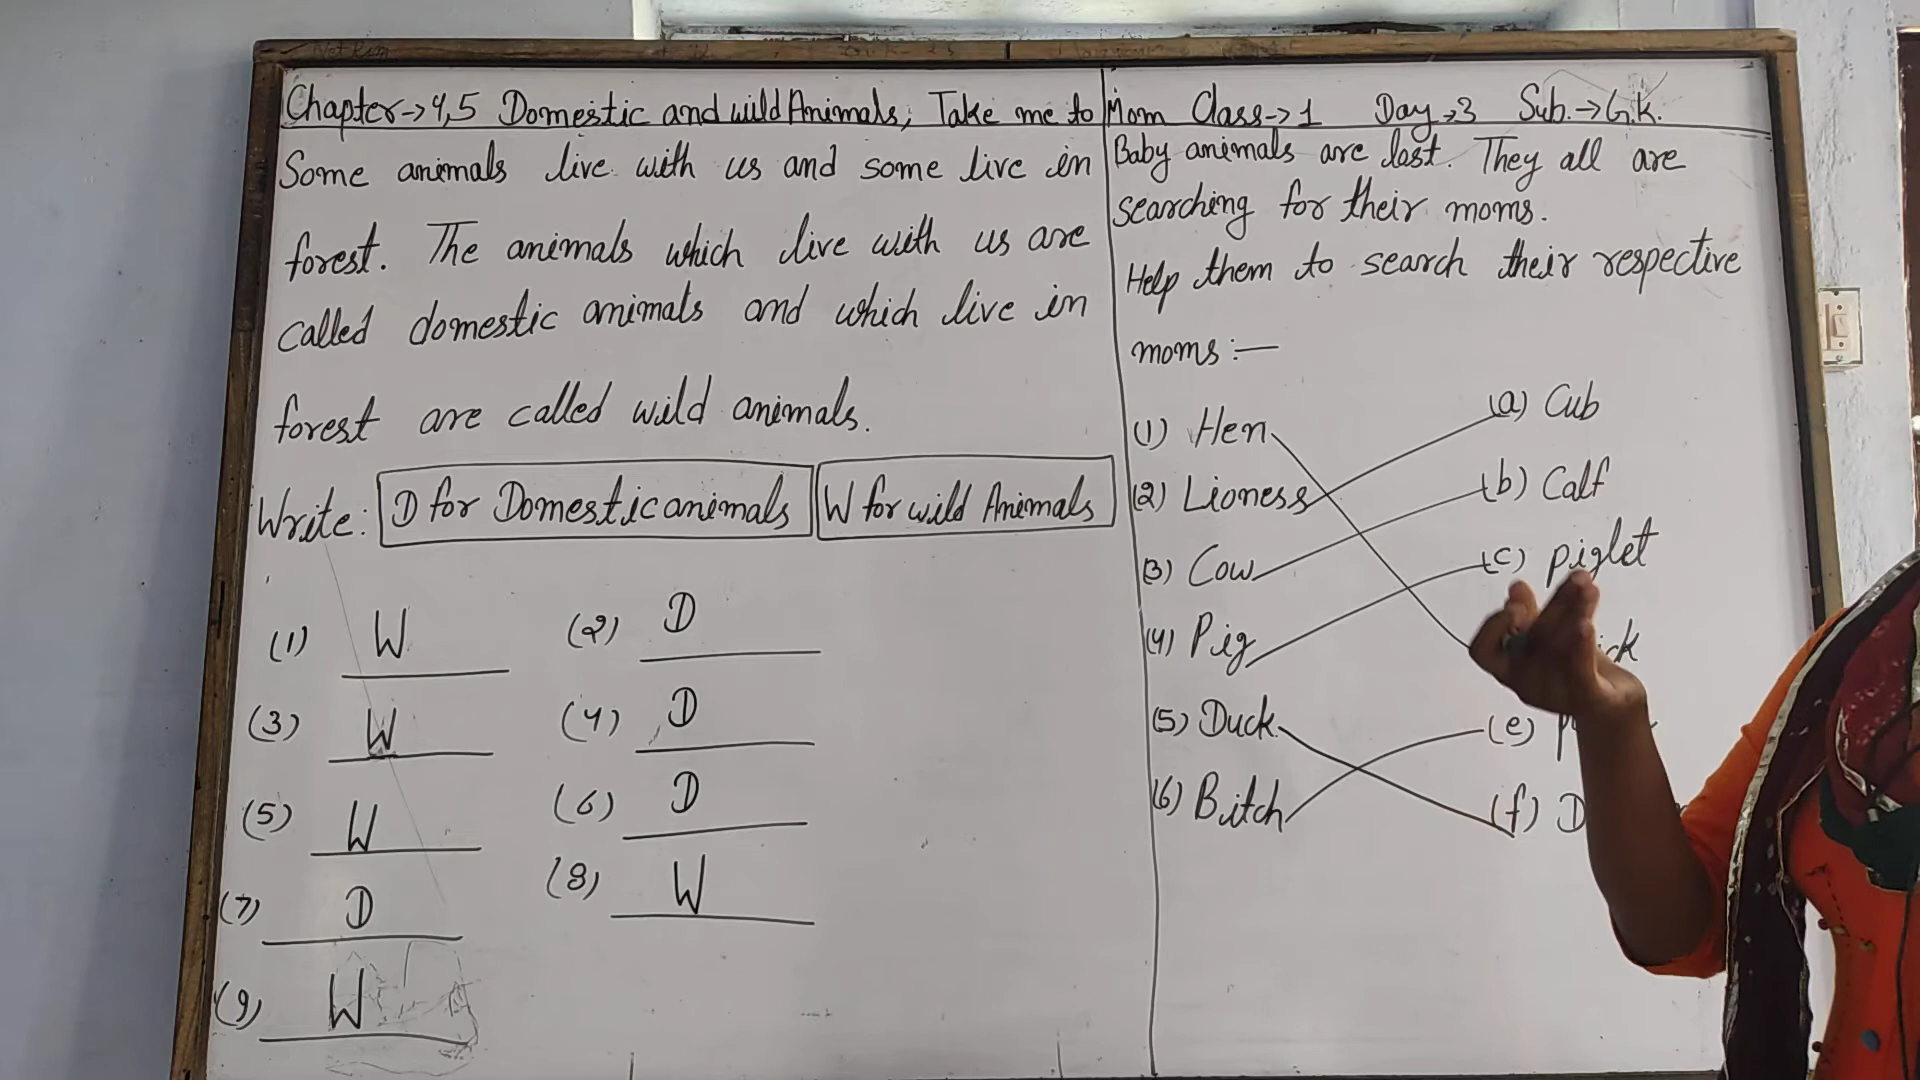 Chapter→4,5 Domestic and wild Animals, Take me to Mom Class→1 Day→3 Sub.→G.K.
Some animals live with us and some live in
forest. The animals which live with us are
called domestic animals and which live in
forest are called wild animals.
Write: D for Domestic animals W for wild Animals
(1) W (2) D
(3) W (4) D
(5) W (6) D
(7) D (8) W
(9) W
Baby animals are lost. They all are
searching for their moms.
Help them to search their respective
moms :—
(1) Hen (a) Cub
(2) Lioness (b) Calf
(3) Cow (c) piglet
(4) Pig
(5) Duck (e)
(6) Bitch (f)